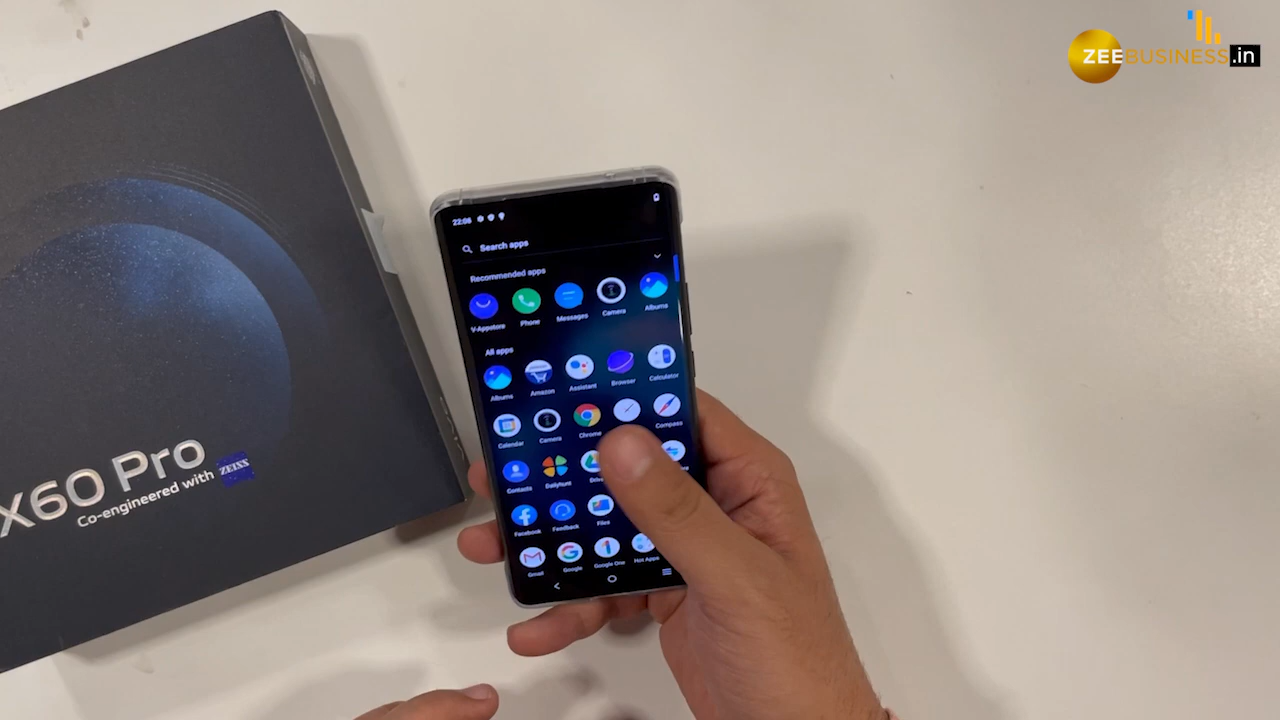 ZEEBUSINESS.in
X60 Pro
Co-engineered with ZEISS
22:06
Search apps
Recommended apps
V-Appstore Phone Messages Camera Albums
All apps
Albums Amazon Assistant Browser Calculator
Calendar Camera Chrome Compass
Contacts Dailyhunt
Facebook Feedback Files
Gmail Google Google One Hot Apps